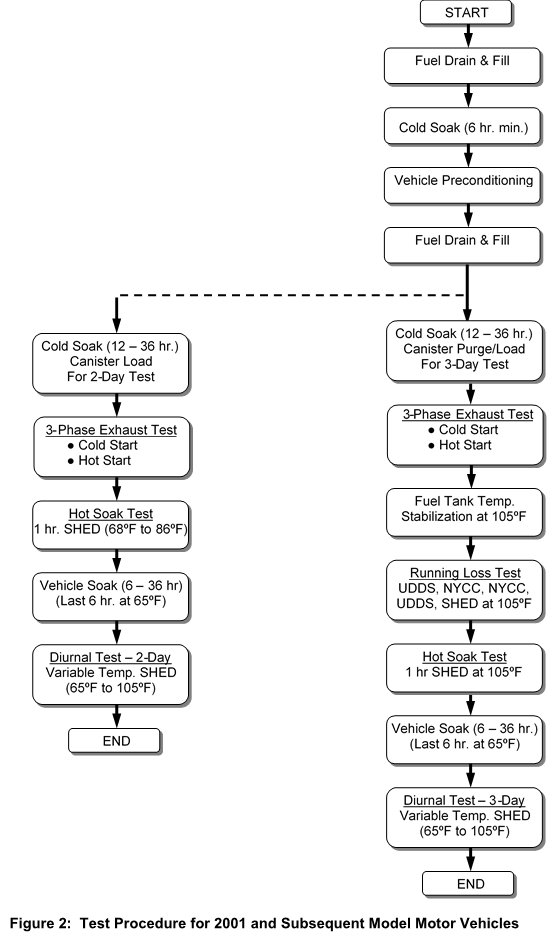 START
Fuel Drain & Fill
Cold Soak (6 hr. min.)
Vehicle Preconditioning
Fuel Drain & Fill
Cold Soak (12 – 36 hr.)
Canister Load
For 2-Day Test
3-Phase Exhaust Test
● Cold Start
● Hot Start
Hot Soak Test
1 hr. SHED (68ºF to 86ºF)
Vehicle Soak (6 – 36 hr)
(Last 6 hr. at 65ºF)
Diurnal Test – 2-Day
Variable Temp. SHED
(65ºF to 105ºF)
END
Cold Soak (12 – 36 hr.)
Canister Purge/Load
For 3-Day Test
3-Phase Exhaust Test
● Cold Start
● Hot Start
Fuel Tank Temp.
Stabilization at 105ºF
Running Loss Test
UDDS, NYCC, NYCC,
UDDS, SHED at 105ºF
Hot Soak Test
1 hr SHED at 105ºF
Vehicle Soak (6 – 36 hr.)
(Last 6 hr. at 65ºF)
Diurnal Test – 3-Day
Variable Temp. SHED
(65ºF to 105ºF)
END
Figure 2: Test Procedure for 2001 and Subsequent Model Motor Vehicles